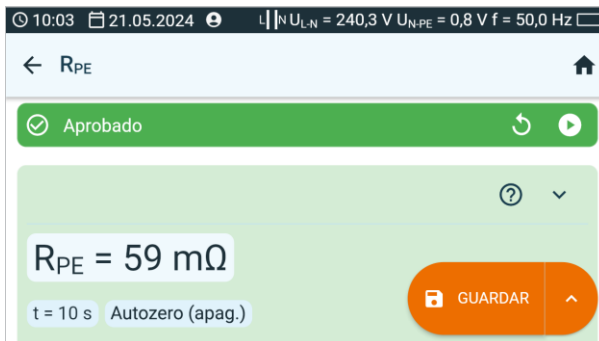 10:03 21.05.2024 L N UL-N = 240,3 V UN-PE = 0,8 V f = 50,0 Hz
RPE
Aprobado
RPE = 59 mΩ
t = 10 s Autozero (apag.)
GUARDAR